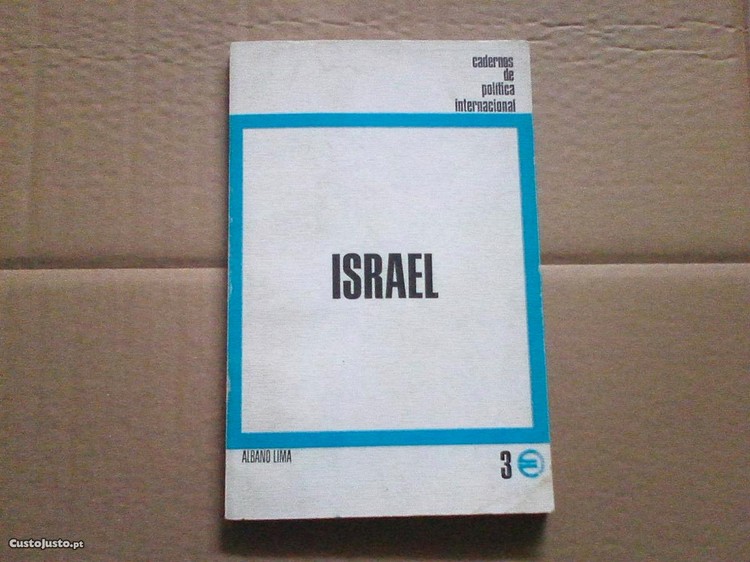 cadernos
de
política
internacional
ISRAEL
ALBANO LIMA
3
CustoJusto.pt